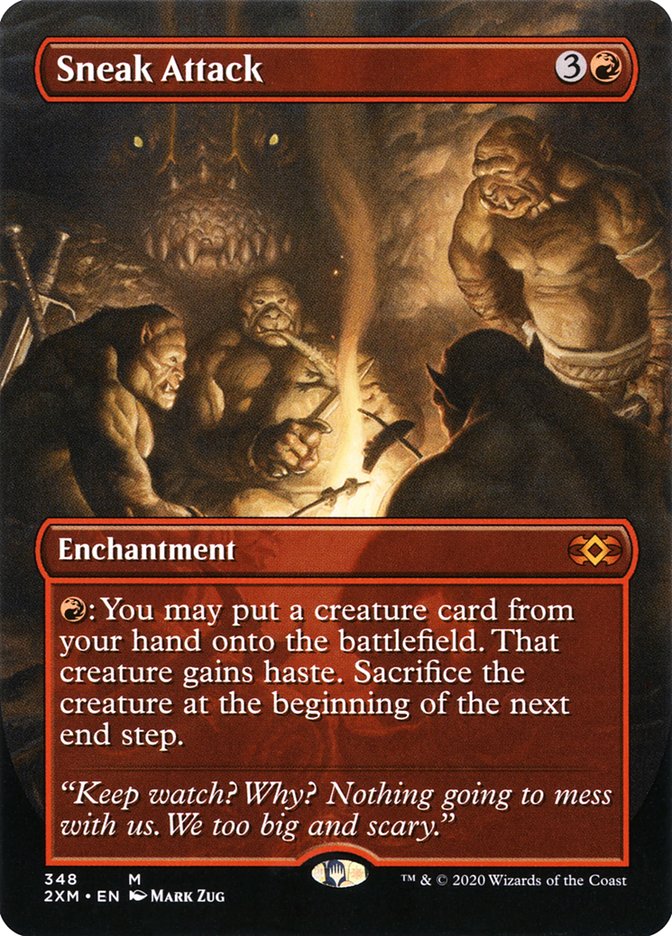 Sneak Attack 3
Enchantment
: You may put a creature card from
your hand onto the battlefield. That
creature gains haste. Sacrifice the
creature at the beginning of the next
end step.
“Keep watch? Why? Nothing going to mess
with us. We too big and scary.”
348 M
2XM • EN Mark Zug
™ & © 2020 Wizards of the Coast